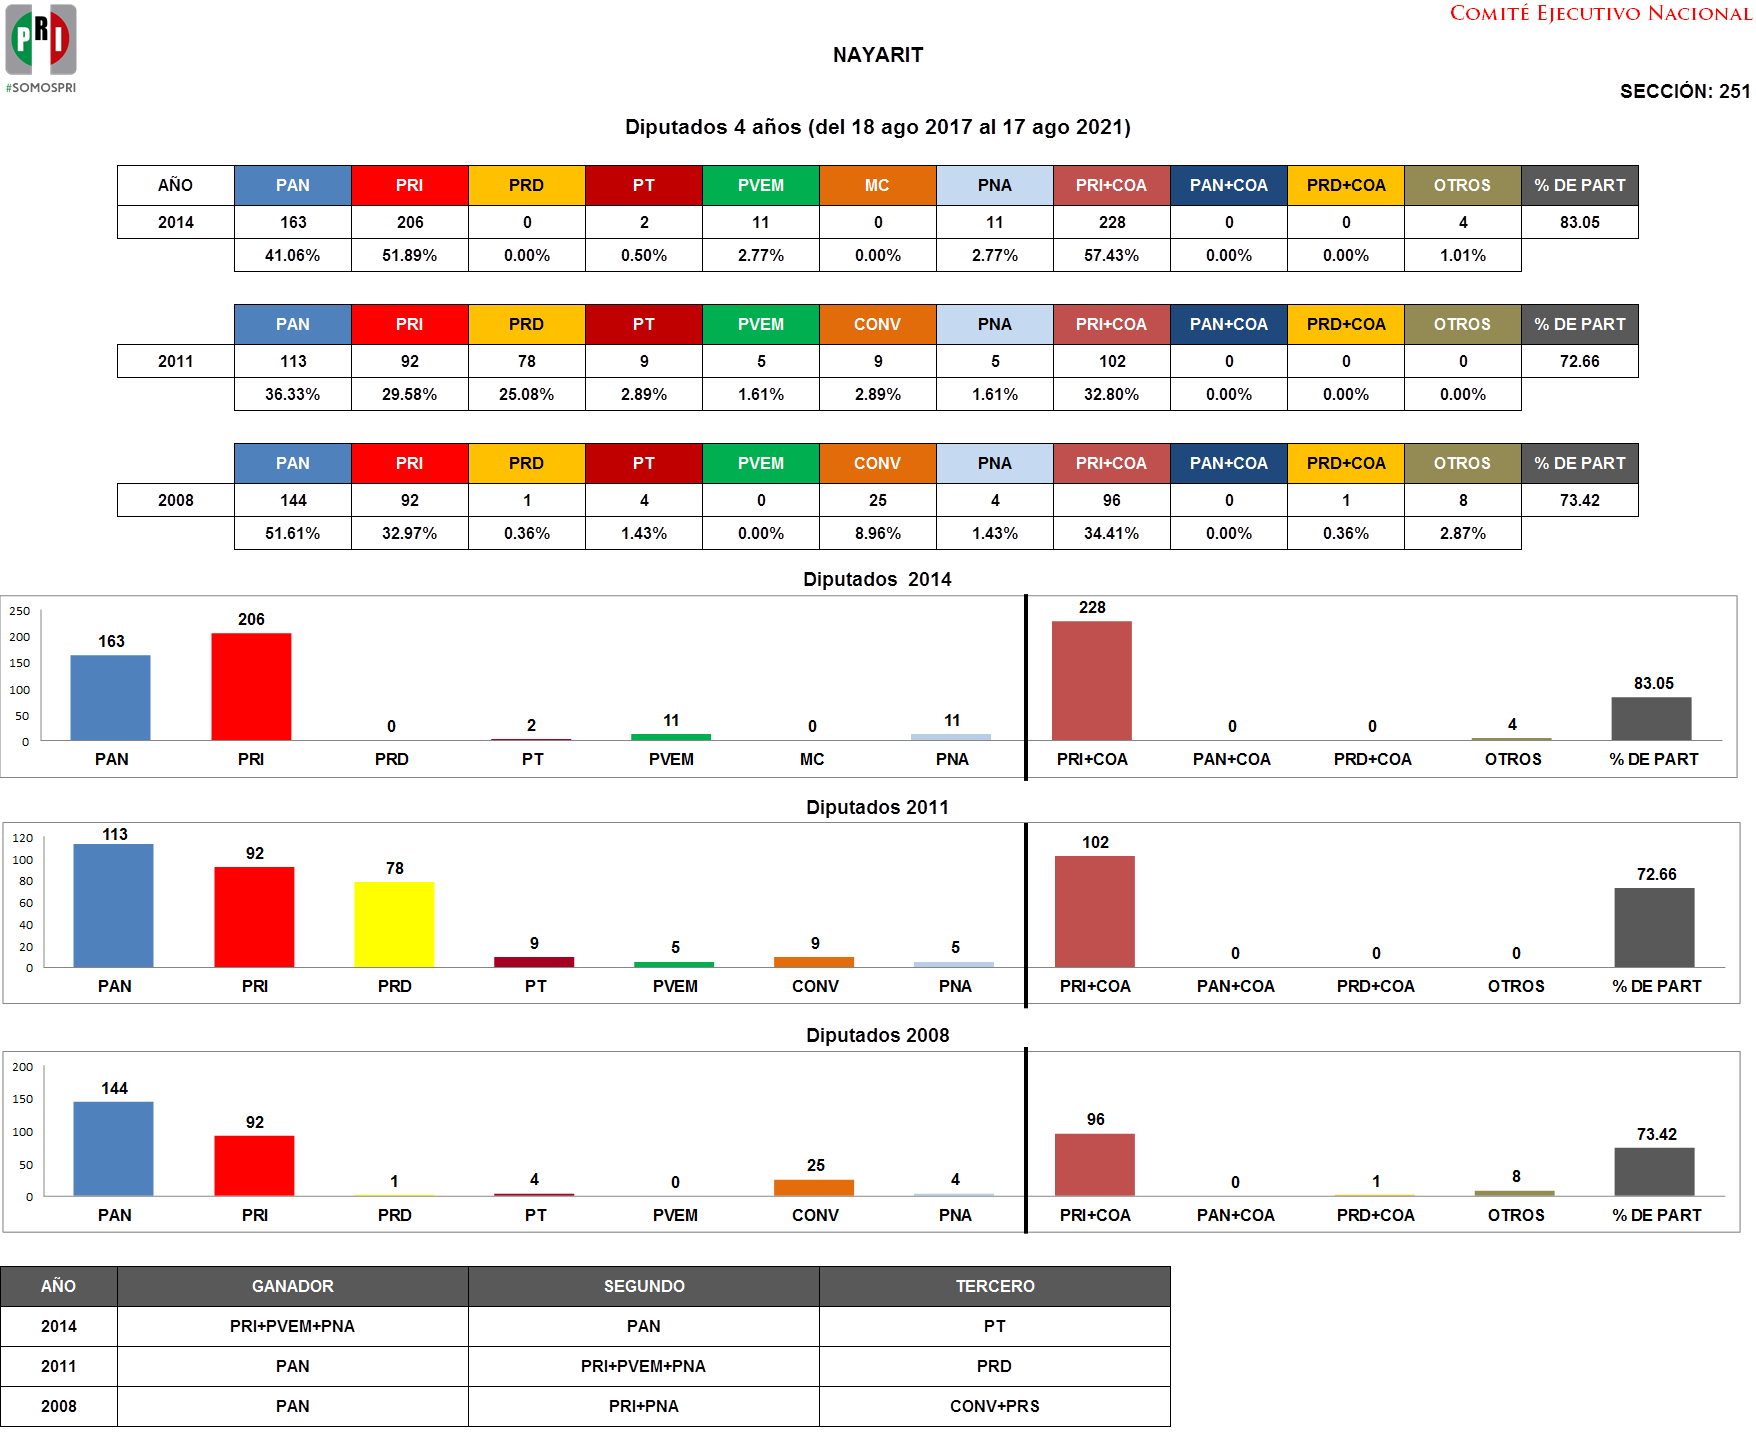 PRI
#SOMOSPRI
COMITÉ EJECUTIVO NACIONAL
NAYARIT
SECCIÓN: 251
Diputados 4 años (del 18 ago 2017 al 17 ago 2021)
AÑO PAN PRI PRD PT PVEM MC PNA PRI+COA PAN+COA PRD+COA OTROS % DE PART
2014 163 206 0 2 11 0 11 228 0 0 4 83.05
41.06% 51.89% 0.00% 0.50% 2.77% 0.00% 2.77% 57.43% 0.00% 0.00% 1.01%
PAN PRI PRD PT PVEM CONV PNA PRI+COA PAN+COA PRD+COA OTROS % DE PART
2011 113 92 78 9 5 9 5 102 0 0 0 72.66
36.33% 29.58% 25.08% 2.89% 1.61% 2.89% 1.61% 32.80% 0.00% 0.00% 0.00%
PAN PRI PRD PT PVEM CONV PNA PRI+COA PAN+COA PRD+COA OTROS % DE PART
2008 144 92 1 4 0 25 4 96 0 1 8 73.42
51.61% 32.97% 0.36% 1.43% 0.00% 8.96% 1.43% 34.41% 0.00% 0.36% 2.87%
Diputados 2014
250
200
150
100
50
0
163 206 0 2 11 0 11 228 0 0 4 83.05
PAN PRI PRD PT PVEM MC PNA PRI+COA PAN+COA PRD+COA OTROS % DE PART
Diputados 2011
120
100
80
60
40
20
0
113 92 78 9 5 9 5 102 0 0 0 72.66
PAN PRI PRD PT PVEM CONV PNA PRI+COA PAN+COA PRD+COA OTROS % DE PART
Diputados 2008
200
150
100
50
0
144 92 1 4 0 25 4 96 0 1 8 73.42
PAN PRI PRD PT PVEM CONV PNA PRI+COA PAN+COA PRD+COA OTROS % DE PART
AÑO GANADOR SEGUNDO TERCERO
2014 PRI+PVEM+PNA PAN PT
2011 PAN PRI+PVEM+PNA PRD
2008 PAN PRI+PNA CONV+PRS